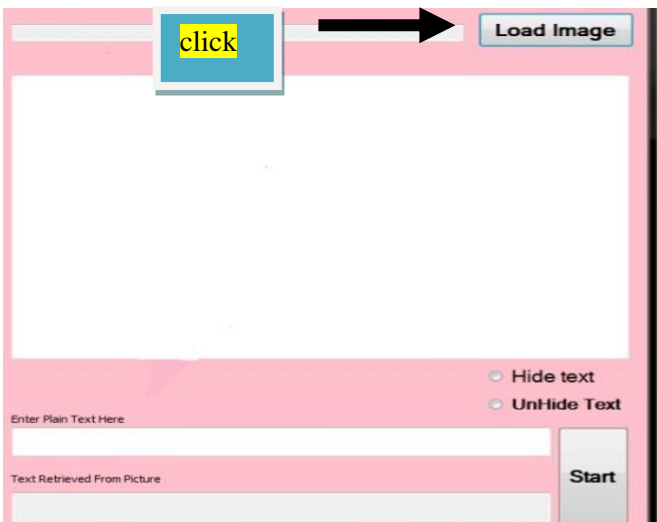 click
Load Image
Hide text
UnHide Text
Enter Plain Text Here
Start
Text Retrieved From Picture